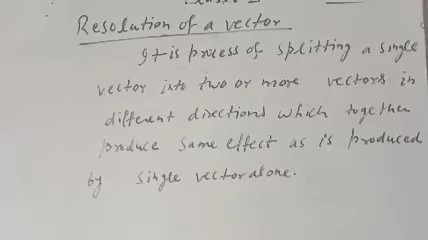 Resolution of a vector
It is process of splitting a single
vector into two or more vectors in
different directions which together
produce same effect as is produced
by single vector alone.